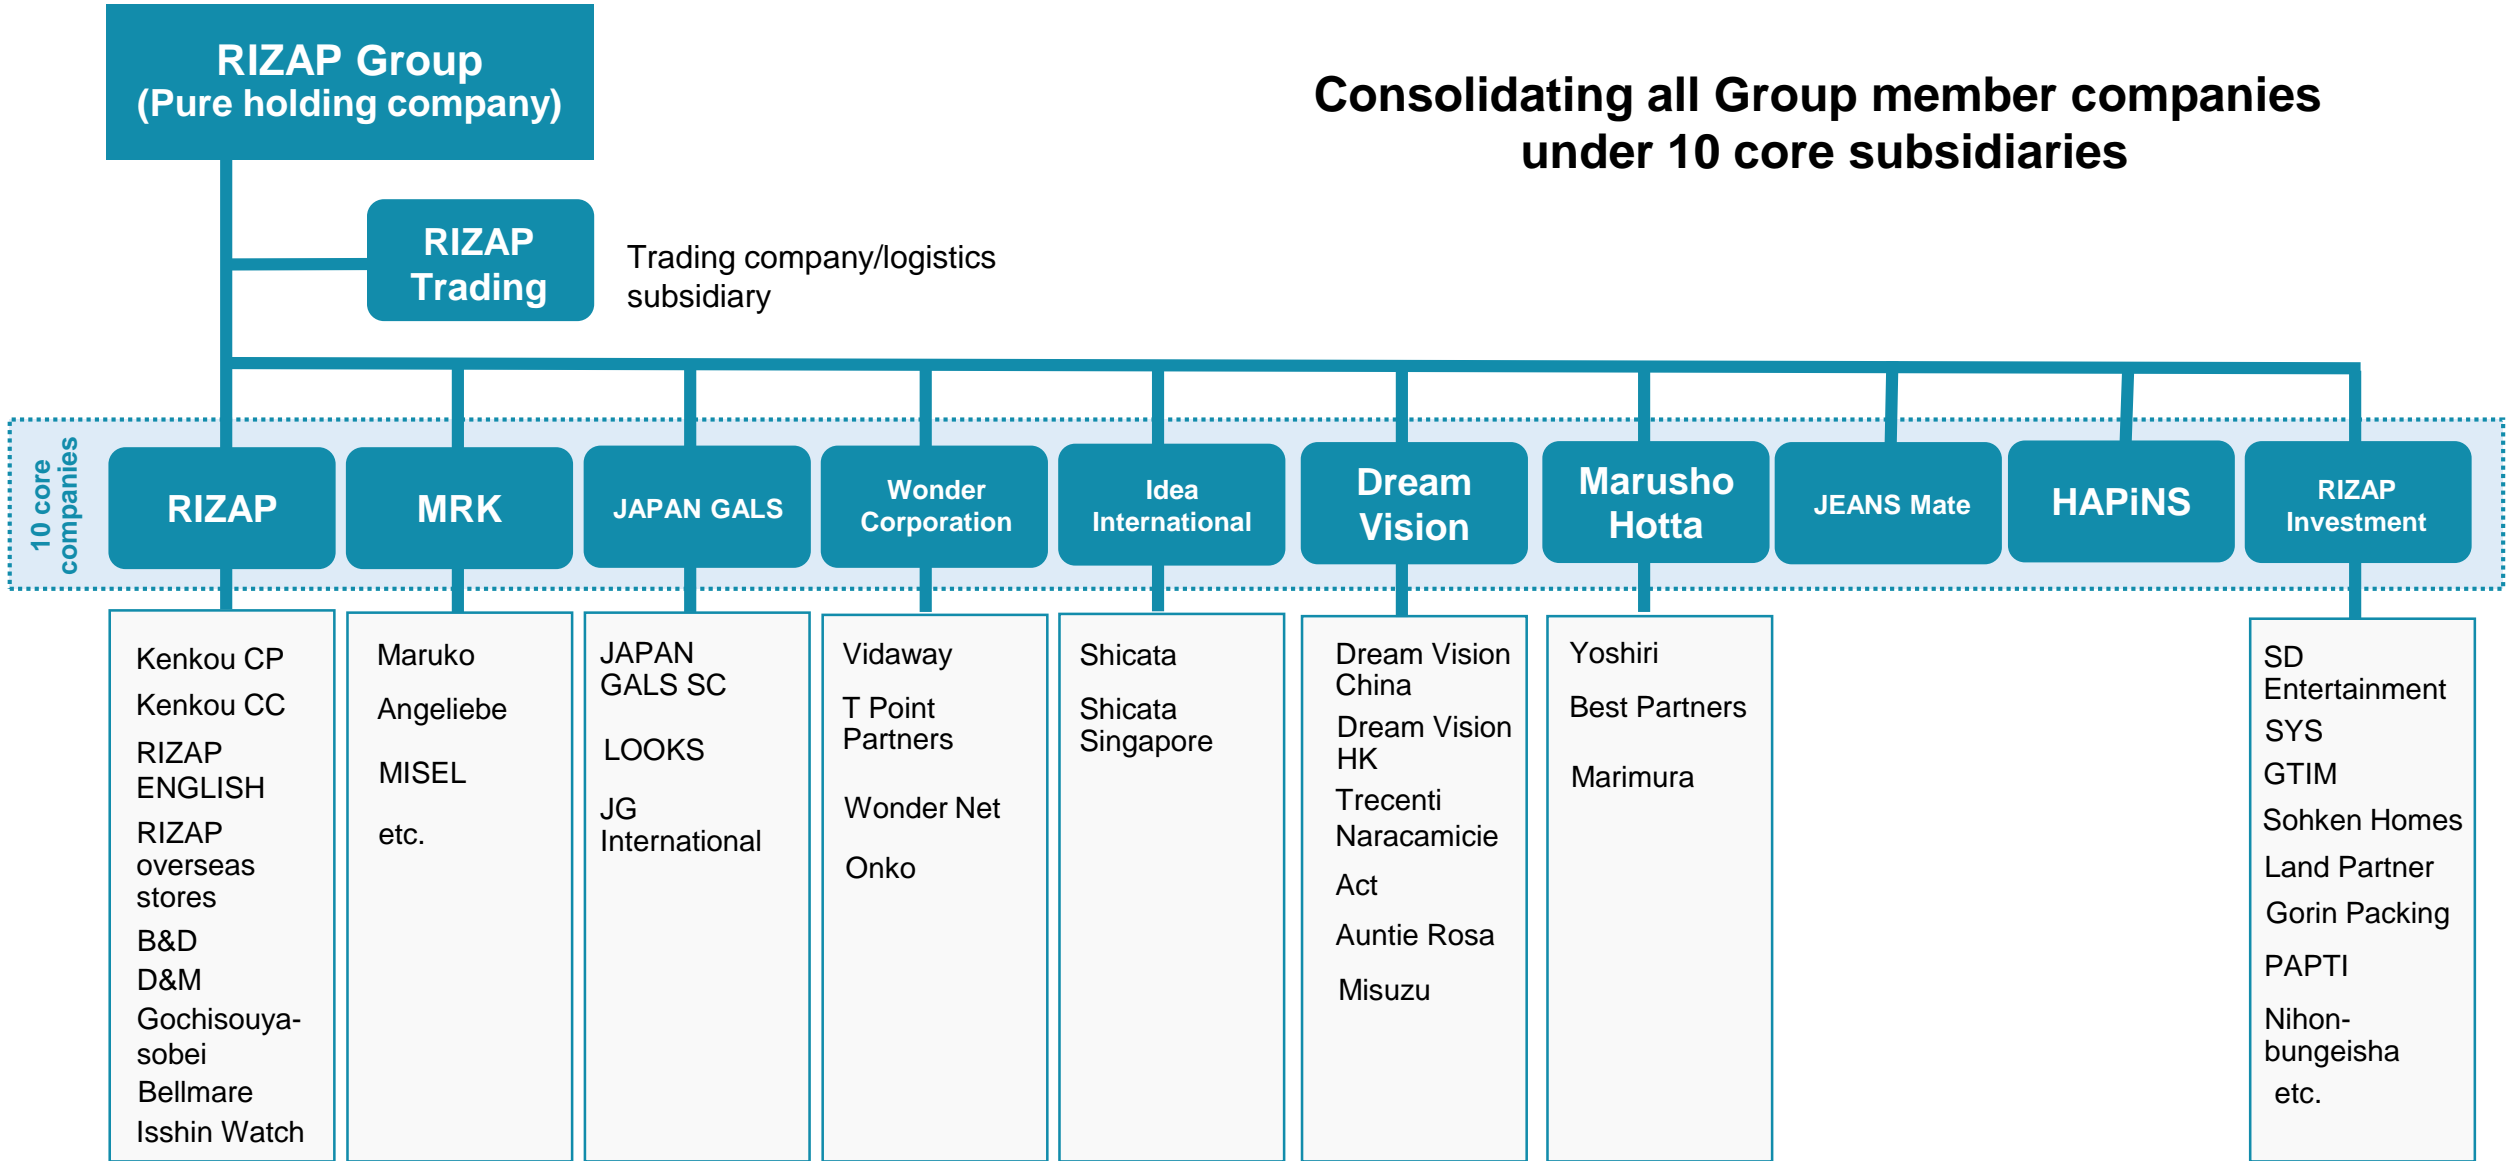 RIZAP Group
(Pure holding company)
Consolidating all Group member companies
under 10 core subsidiaries
RIZAP
Trading
Trading company/logistics
subsidiary
10 core
companies
RIZAP
MRK
JAPAN GALS
Wonder
Corporation
Idea
International
Dream
Vision
Marusho
Hotta
JEANS Mate
HAPiNS
RIZAP
Investment
Kenkou CP
Kenkou CC
RIZAP
ENGLISH
RIZAP
overseas
stores
B&D
D&M
Gochisouya-
sobei
Bellmare
Isshin Watch
Maruko
Angeliebe
MISEL
etc.
JAPAN
GALS SC
LOOKS
JG
International
Vidaway
T Point
Partners
Wonder Net
Onko
Shicata
Shicata
Singapore
Dream Vision
China
Dream Vision
HK
Trecenti
Naracamicie
Act
Auntie Rosa
Misuzu
Yoshiri
Best Partners
Marimura
SD
Entertainment
SYS
GTIM
Sohken Homes
Land Partner
Gorin Packing
PAPTI
Nihon-
bungeisha
etc.